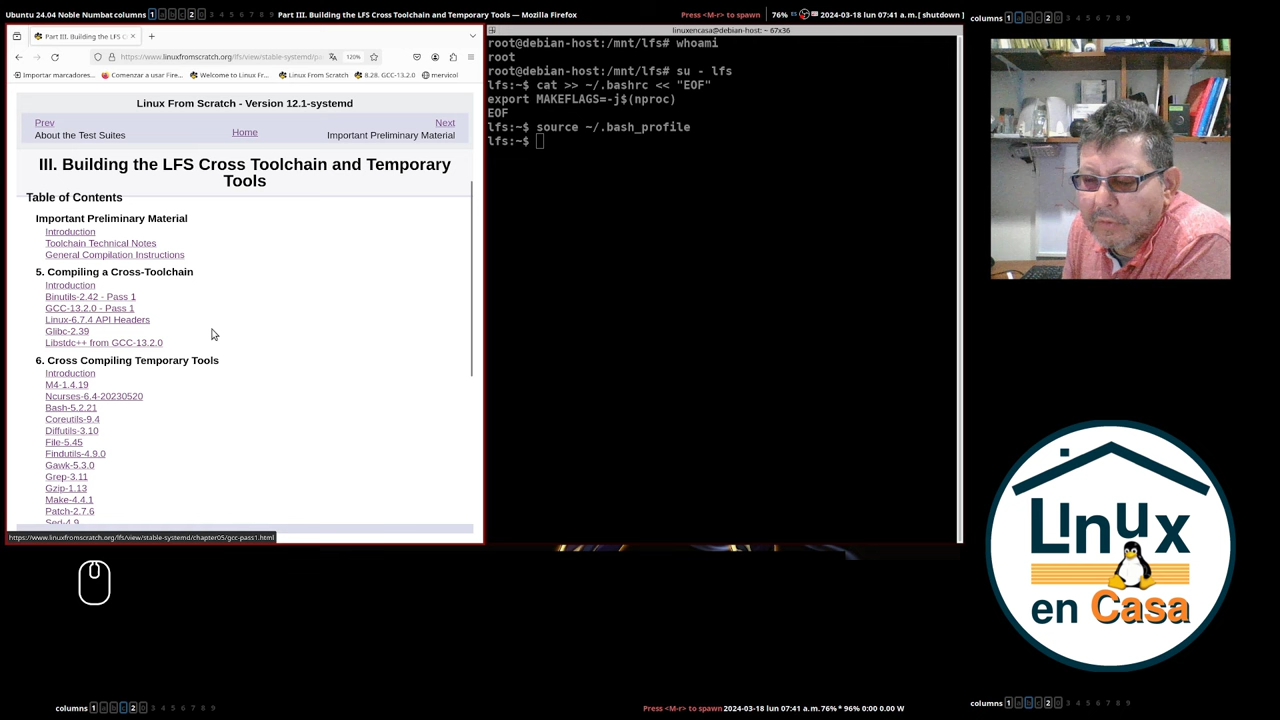 Ubuntu 24.04 Noble Numbat columns 1 a b c 2 0 3 4 5 6 7 8 9 Part III. Building the LFS Cross Toolchain and Temporary Tools — Mozilla Firefox
Press <M-r> to spawn 76% 2024-03-18 lun 07:41 a. m. [ shutdown ]
columns 1 a b c 2 0 3 4 5 6 7 8 9
Part III. Building the LFS C
https://www.linuxfromscratch.org/lfs/view/stable-systemd/p 120%
Importar marcadores... Comenzar a usar Fire... Welcome to Linux Fr... Linux From Scratch 8.28. GCC-13.2.0 mervicol
Linux From Scratch - Version 12.1-systemd
Prev Home Next
About the Test Suites Important Preliminary Material
III. Building the LFS Cross Toolchain and Temporary
Tools
Table of Contents
Important Preliminary Material
Introduction
Toolchain Technical Notes
General Compilation Instructions
5. Compiling a Cross-Toolchain
Introduction
Binutils-2.42 - Pass 1
GCC-13.2.0 - Pass 1
Linux-6.7.4 API Headers
Glibc-2.39
Libstdc++ from GCC-13.2.0
6. Cross Compiling Temporary Tools
Introduction
M4-1.4.19
Ncurses-6.4-20230520
Bash-5.2.21
Coreutils-9.4
Diffutils-3.10
File-5.45
Findutils-4.9.0
Gawk-5.3.0
Grep-3.11
Gzip-1.13
Make-4.4.1
Patch-2.7.6
Sed-4.9
https://www.linuxfromscratch.org/lfs/view/stable-systemd/chapter05/gcc-pass1.html
linuxencasa@debian-host: ~ 67x36
root@debian-host:/mnt/lfs# whoami
root
root@debian-host:/mnt/lfs# su - lfs
lfs:~$ cat >> ~/.bashrc << "EOF"
export MAKEFLAGS=-j$(nproc)
EOF
lfs:~$ source ~/.bash_profile
lfs:~$
Linux
en Casa
columns 1 a b c 2 0 3 4 5 6 7 8 9
Press <M-r> to spawn 2024-03-18 lun 07:41 a. m. 76% * 96% 0:00 0.00 W
columns 1 a b c 2 0 3 4 5 6 7 8 9